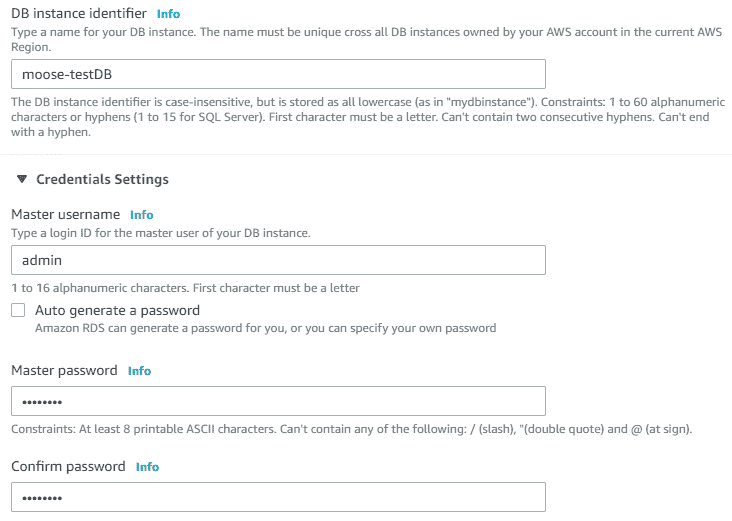 DB instance identifier Info
Type a name for your DB instance. The name must be unique cross all DB instances owned by your AWS account in the current AWS
Region.
moose-testDB
The DB instance identifier is case-insensitive, but is stored as all lowercase (as in "mydbinstance"). Constraints: 1 to 60 alphanumeric
characters or hyphens (1 to 15 for SQL Server). First character must be a letter. Can't contain two consecutive hyphens. Can't end
with a hyphen.
▼ Credentials Settings
Master username Info
Type a login ID for the master user of your DB instance.
admin
1 to 16 alphanumeric characters. First character must be a letter
Auto generate a password
Amazon RDS can generate a password for you, or you can specify your own password
Master password Info
••••••••
Constraints: At least 8 printable ASCII characters. Can't contain any of the following: / (slash), "(double quote) and @ (at sign).
Confirm password Info
••••••••